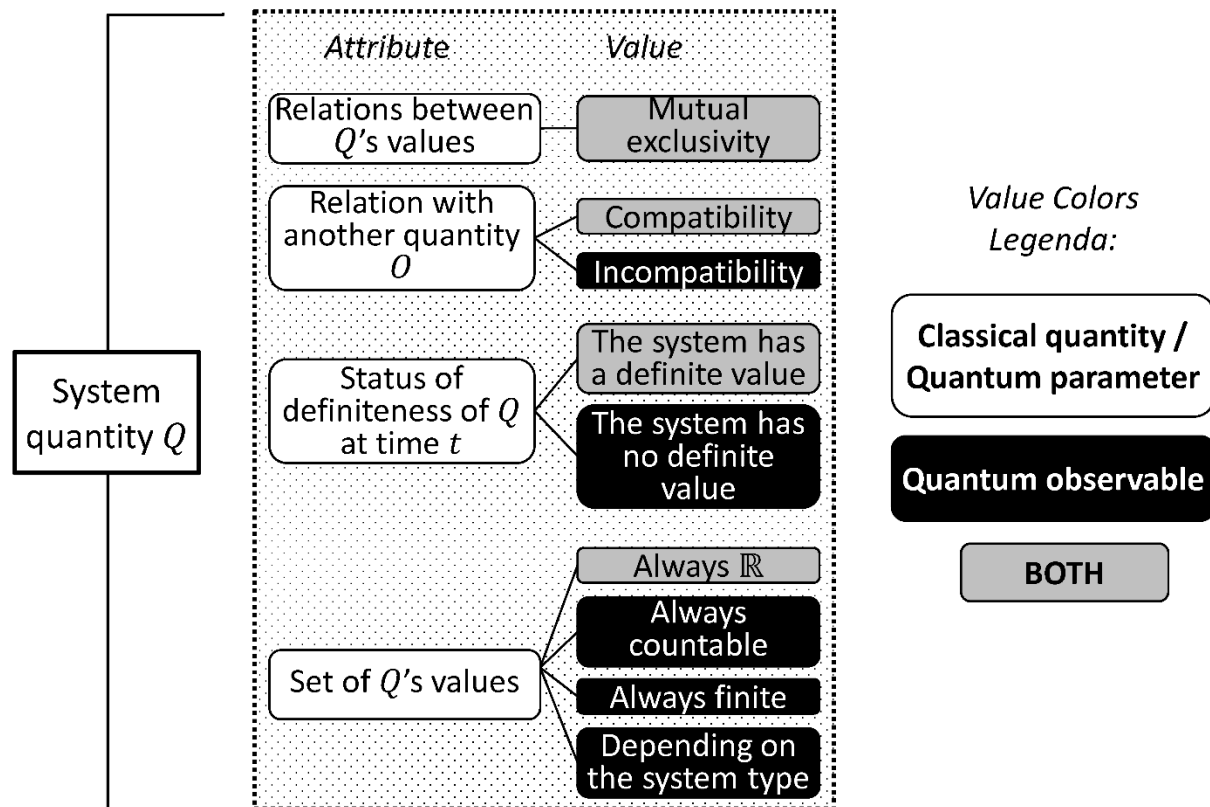 Attribute
Value
Relations between
Q's values
Mutual
exclusivity
Relation with
another quantity
O
Compatibility
Incompatibility
System
quantity Q
Status of
definiteness of Q
at time t
The system has
a definite value
The system has
no definite
value
Set of Q's values
Always ℝ
Always
countable
Always finite
Depending on
the system type
Value Colors
Legenda:
Classical quantity /
Quantum parameter
Quantum observable
BOTH